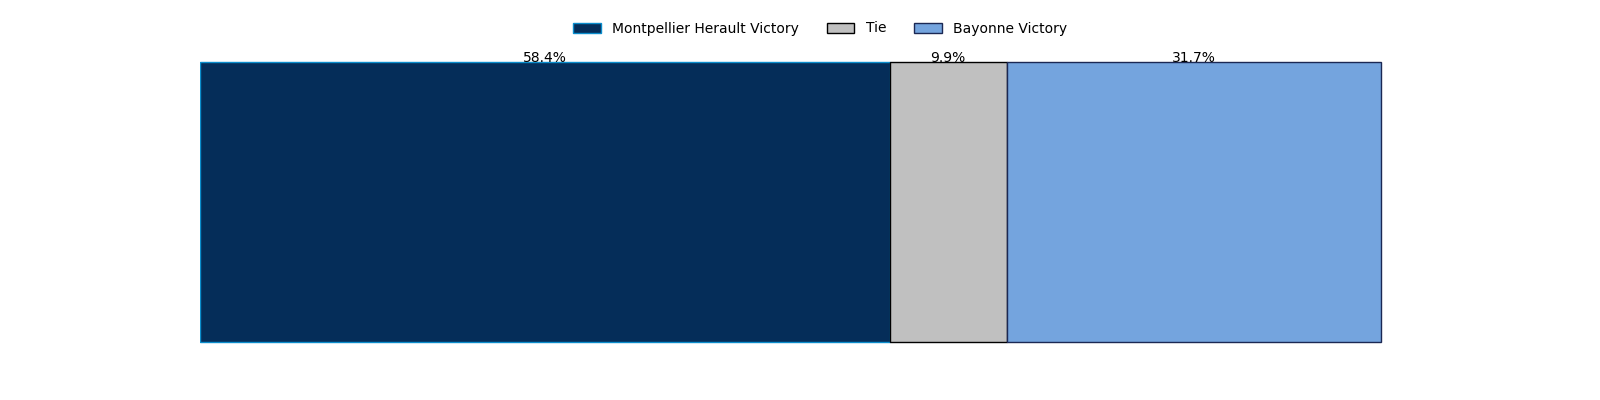 Montpellier Herault Victory Tie Bayonne Victory
58.4% 9.9% 31.7%